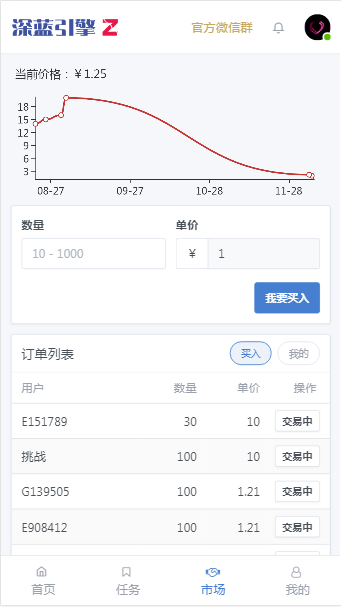 深蓝引擎 Z 官方微信群
当前价格：￥1.25
18
15
12
9
6
3
08-27 09-27 10-28 11-28
数量 单价
10 - 1000 ￥ 1
我要买入
订单列表 买入 我的
用户 数量 单价 操作
E151789 30 10 交易中
挑战 100 10 交易中
G139505 100 1.21 交易中
E908412 100 1.21 交易中
首页 任务 市场 我的